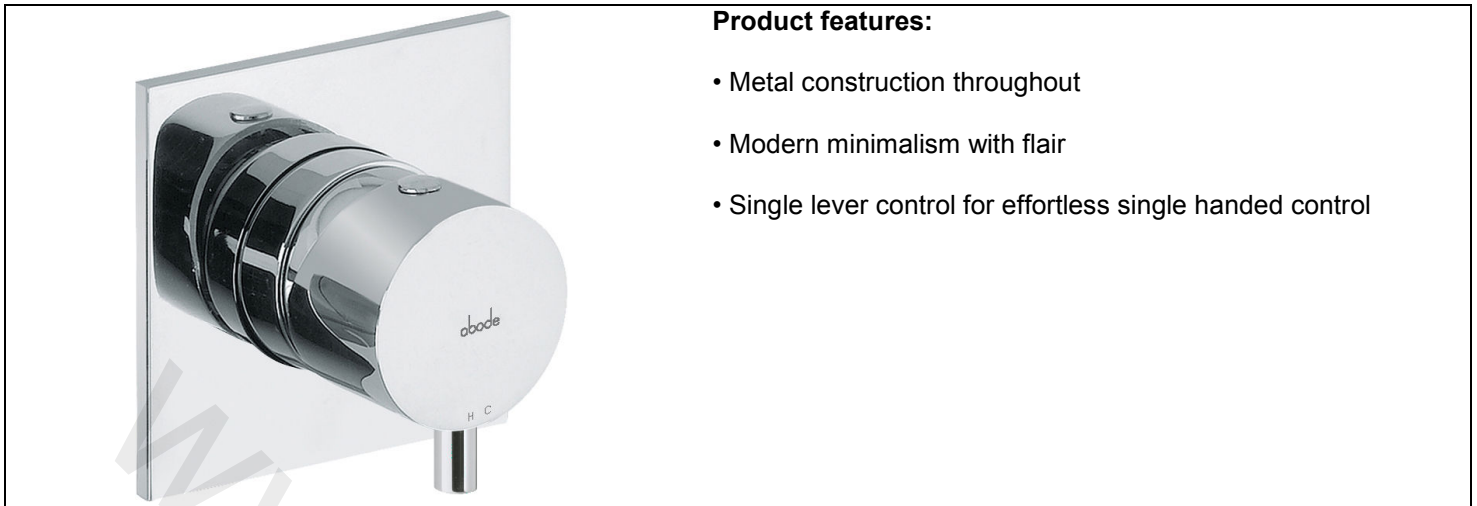 Product features:
• Metal construction throughout
• Modern minimalism with flair
• Single lever control for effortless single handed control
abode
H C